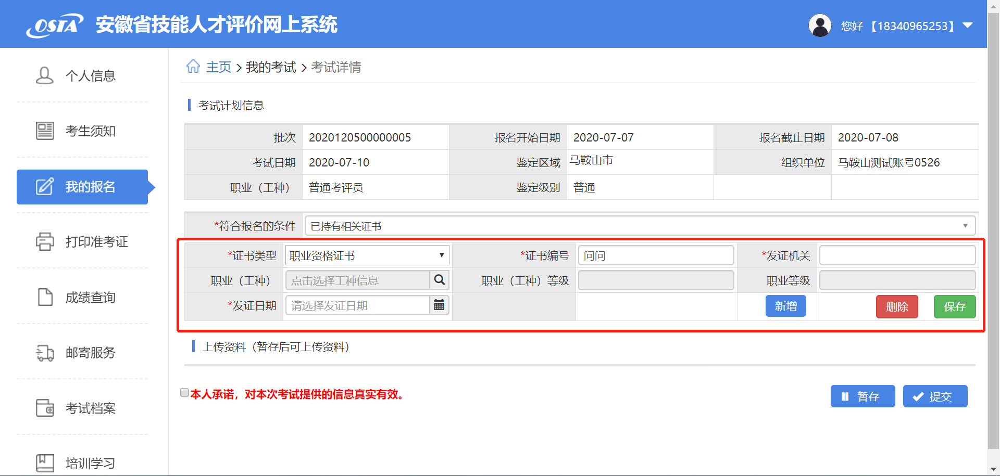 OSTA 安徽省技能人才评价网上系统 您好 【18340965253】
个人信息
考生须知
我的报名
打印准考证
成绩查询
邮寄服务
考试档案
培训学习
主页 > 我的考试 > 考试详情
考试计划信息
批次 2020120500000005 报名开始日期 2020-07-07 报名截止日期 2020-07-08
考试日期 2020-07-10 鉴定区域 马鞍山市 组织单位 马鞍山测试账号0526
职业（工种） 普通考评员 鉴定级别 普通
*符合报名的条件 已持有相关证书
*证书类型 职业资格证书 *证书编号 问问 *发证机关
职业（工种） 点击选择工种信息 职业（工种）等级 职业等级
*发证日期 请选择发证日期 新增 删除 保存
上传资料（暂存后可上传资料）
本人承诺，对本次考试提供的信息真实有效。
暂存 提交